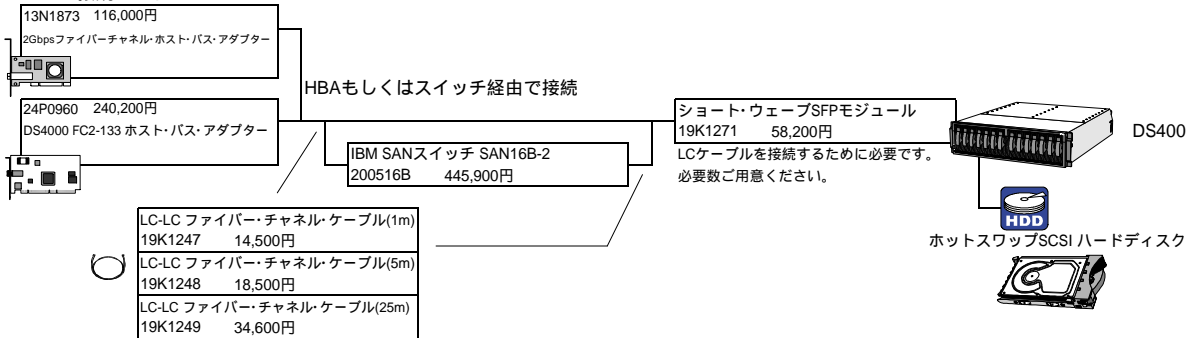 13N1873 116,000円
2Gbpsファイバーチャネル・ホスト・バス・アダプター
24P0960 240,200円
DS4000 FC2-133 ホスト・バス・アダプター
HBAもしくはスイッチ経由で接続
IBM SANスイッチ SAN16B-2
200516B 445,900円
ショート・ウェーブSFPモジュール
19K1271 58,200円
LCケーブルを接続するために必要です。
必要数ご用意ください。
DS400
HDD
ホットスワップSCSI ハードディスク
LC-LC ファイバー・チャネル・ケーブル(1m)
19K1247 14,500円
LC-LC ファイバー・チャネル・ケーブル(5m)
19K1248 18,500円
LC-LC ファイバー・チャネル・ケーブル(25m)
19K1249 34,600円